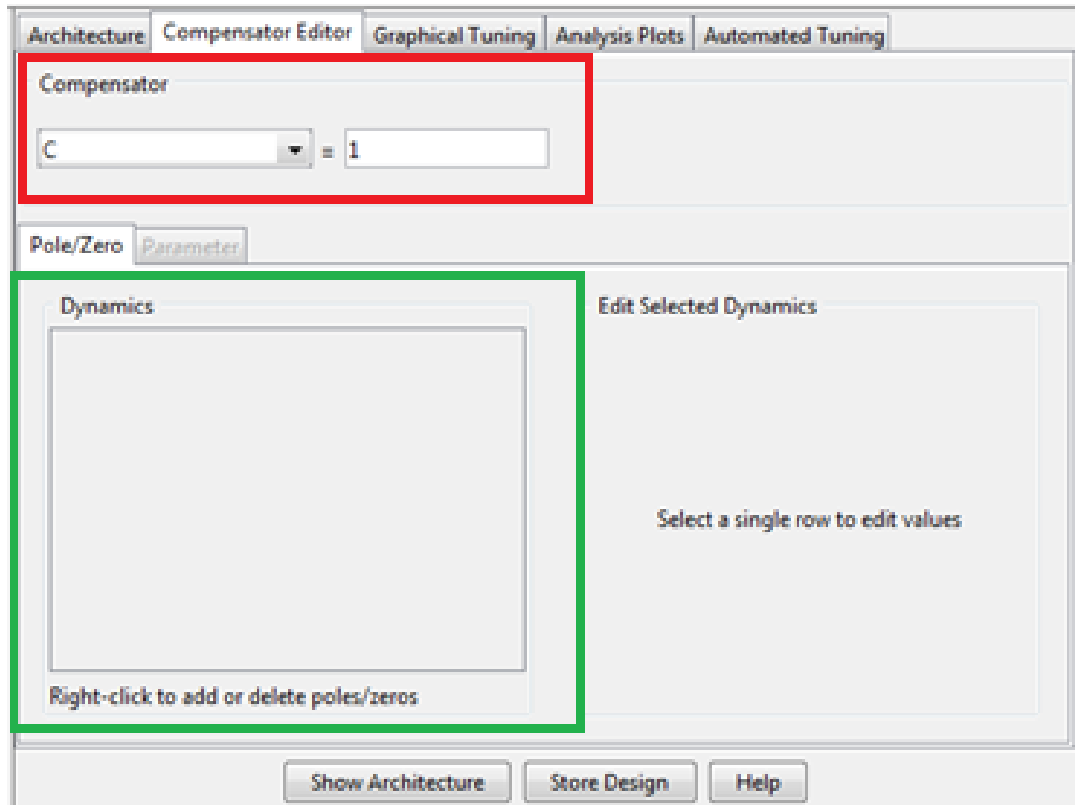 Architecture Compensator Editor Graphical Tuning Analysis Plots Automated Tuning
Compensator
C = 1
Pole/Zero Parameter
Dynamics Edit Selected Dynamics
Select a single row to edit values
Right-click to add or delete poles/zeros
Show Architecture Store Design Help